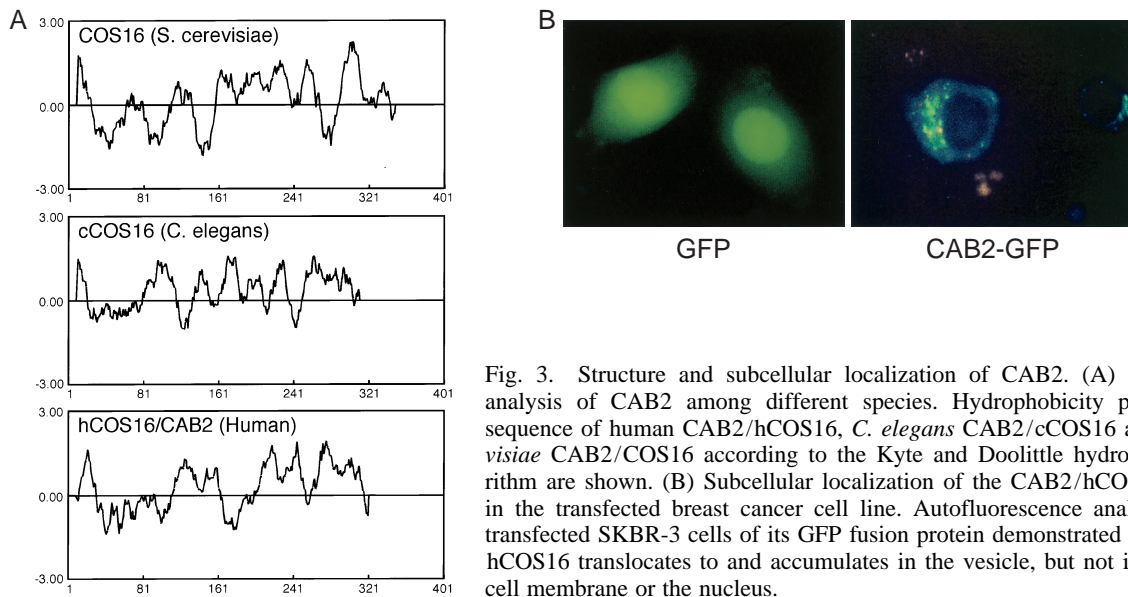 A
3.00
COS16 (S. cerevisiae)
0.00
-3.00
1 81 161 241 321 401
3.00
cCOS16 (C. elegans)
0.00
-3.00
1 81 161 241 321 401
3.00
hCOS16/CAB2 (Human)
0.00
-3.00
1 81 161 241 321 401
B
GFP CAB2-GFP
Fig. 3. Structure and subcellular localization of CAB2. (A)
analysis of CAB2 among different species. Hydrophobicity p
sequence of human CAB2/hCOS16, C. elegans CAB2/cCOS16 a
visiae CAB2/COS16 according to the Kyte and Doolittle hydro
rithm are shown. (B) Subcellular localization of the CAB2/hCO
in the transfected breast cancer cell line. Autofluorescence anal
transfected SKBR-3 cells of its GFP fusion protein demonstrated
hCOS16 translocates to and accumulates in the vesicle, but not i
cell membrane or the nucleus.